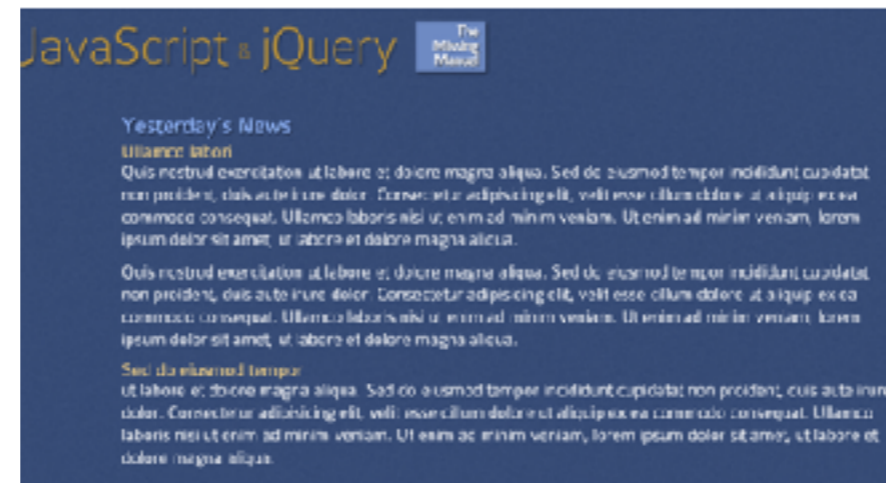 JavaScript & jQuery
The
Missing
Manual
Yesterday's News
Ullamco labori
Quis nostrud exercitation ut labore et dolore magna aliqua. Sed do eiusmod tempor incididunt cupidatat
non proident, duis aute irure dolor. Consectetur adipisicing elit, velit esse cillum dolore ut aliquip ex ea
commodo consequat. Ullamco laboris nisi ut enim ad minim veniam. Ut enim ad minim veniam, lorem
ipsum dolor sit amet, ut labore et dolore magna aliqua.
Quis nostrud exercitation ut labore et dolore magna aliqua. Sed do eiusmod tempor incididunt cupidatat
non proident, duis aute irure dolor. Consectetur adipisicing elit, velit esse cillum dolore ut aliquip ex ea
commodo consequat. Ullamco laboris nisi ut enim ad minim veniam. Ut enim ad minim veniam, lorem
ipsum dolor sit amet, ut labore et dolore magna aliqua.
Sed do eiusmod tempor
ut labore et dolore magna aliqua. Sed do eiusmod tempor incididunt cupidatat non proident, duis aute irure
dolor. Consectetur adipisicing elit, velit esse cillum dolore ut aliquip ex ea commodo consequat. Ullamco
laboris nisi ut enim ad minim veniam. Ut enim ad minim veniam, lorem ipsum dolor sit amet, ut labore et
dolore magna aliqua.